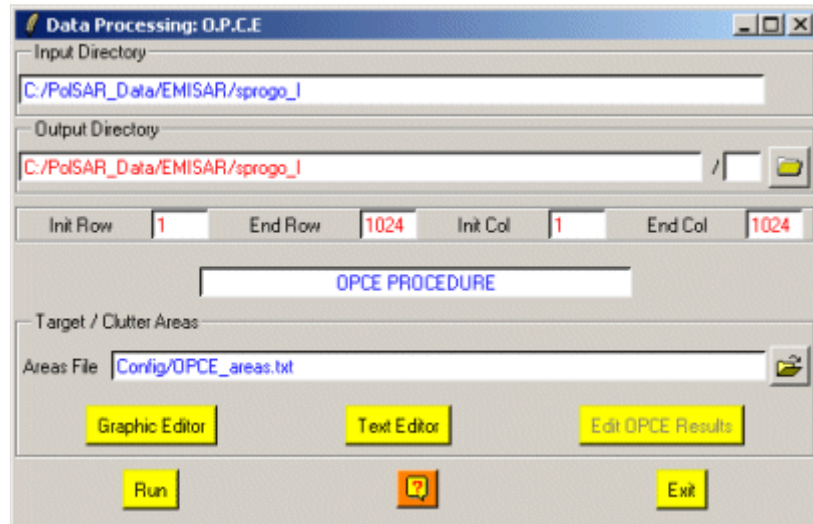 Data Processing: O.P.C.E
Input Directory
C:/PolSAR_Data/EMISAR/sprogo_l
Output Directory
C:/PolSAR_Data/EMISAR/sprogo_l /
Init Row 1 End Row 1024 Init Col 1 End Col 1024
OPCE PROCEDURE
Target / Clutter Areas
Areas File Config/OPCE_areas.txt
Graphic Editor Text Editor Edit OPCE Results
Run ? Exit